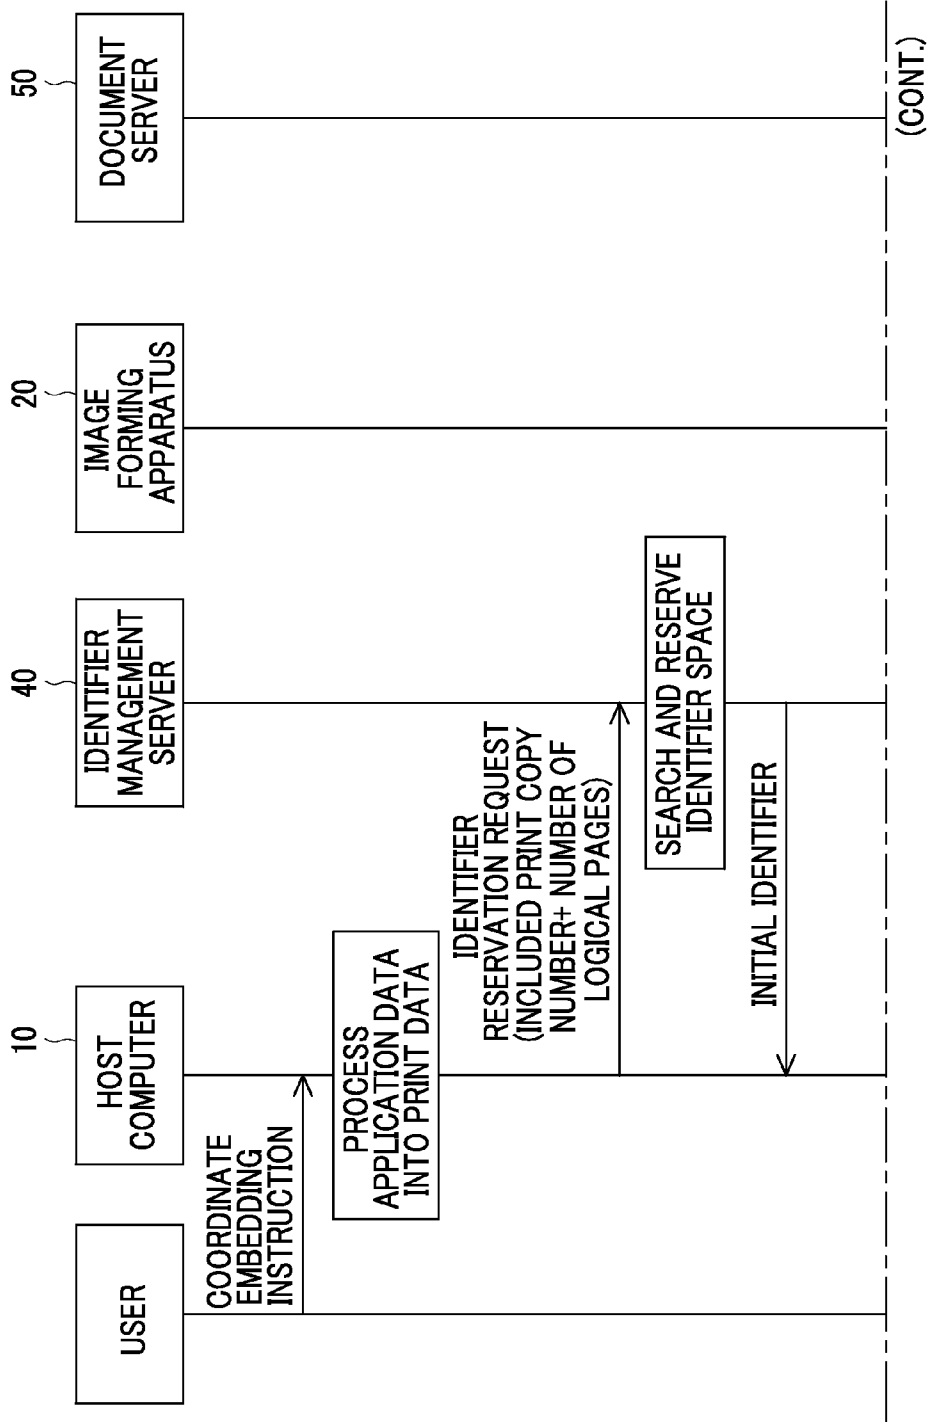 USER
10
HOST
COMPUTER
40
IDENTIFIER
MANAGEMENT
SERVER
20
IMAGE
FORMING
APPARATUS
50
DOCUMENT
SERVER
COORDINATE
EMBEDDING
INSTRUCTION
PROCESS
APPLICATION DATA
INTO PRINT DATA
IDENTIFIER
RESERVATION REQUEST
(INCLUDED PRINT COPY
NUMBER+ NUMBER OF
LOGICAL PAGES)
SEARCH AND RESERVE
IDENTIFIER SPACE
INITIAL IDENTIFIER
(CONT.)